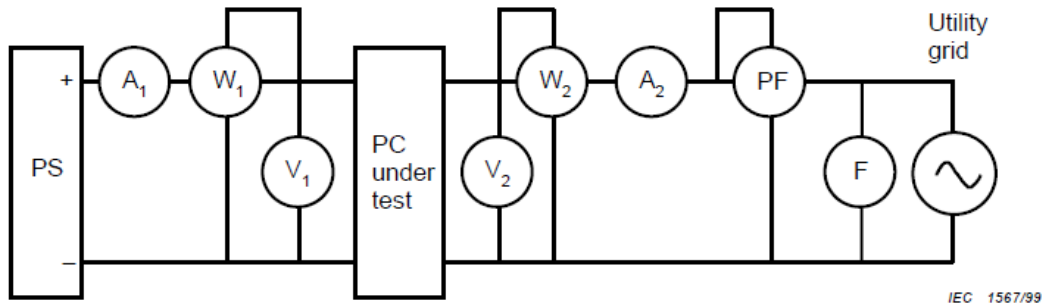 Utility
grid
+
A1
W1
W2
A2
PF
PS
V1
PC
under
test
V2
F
–
IEC 1567/99